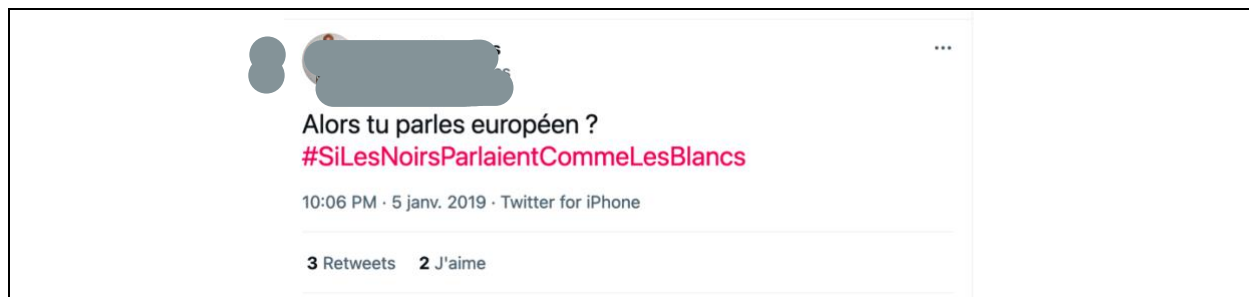 Alors tu parles européen ?
#SiLesNoirsParlaientCommeLesBlancs
10:06 PM · 5 janv. 2019 · Twitter for iPhone
3 Retweets 2 J'aime